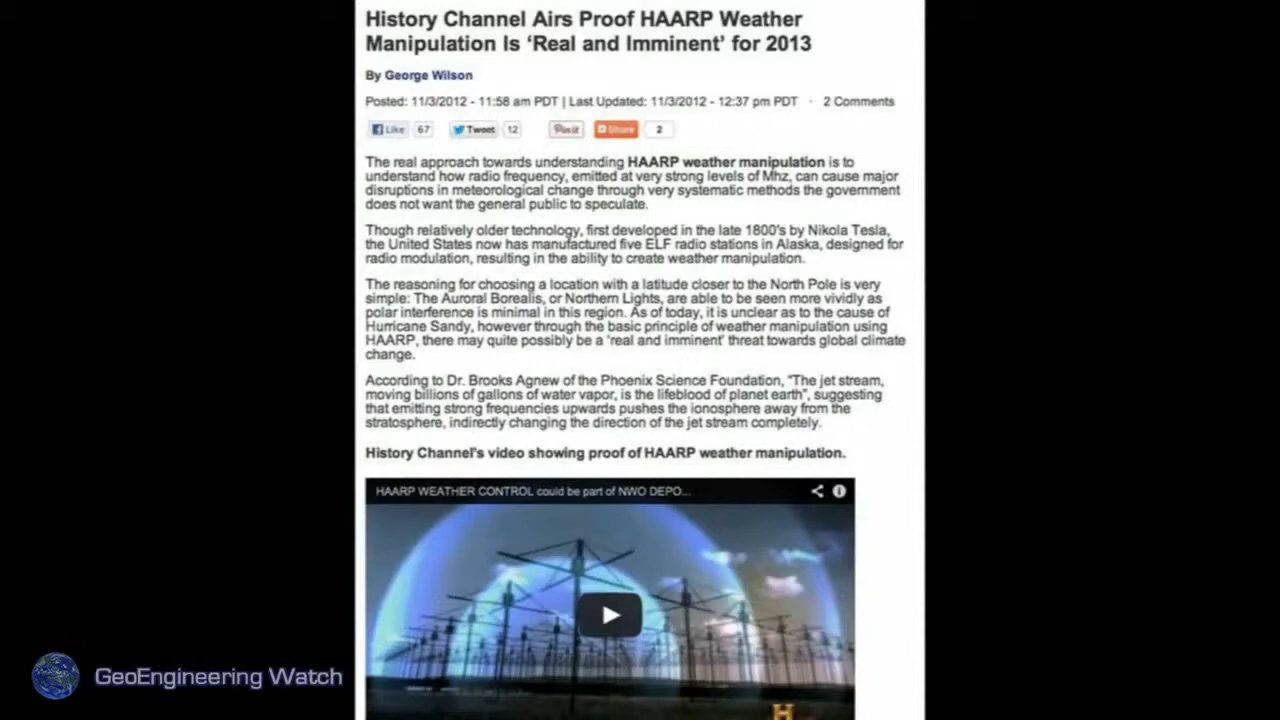 History Channel Airs Proof HAARP Weather
Manipulation Is ‘Real and Imminent’ for 2013
By George Wilson
Posted: 11/3/2012 - 11:58 am PDT | Last Updated: 11/3/2012 - 12:37 pm PDT · 2 Comments
Like 67 Tweet 12 Pin it Share 2
The real approach towards understanding HAARP weather manipulation is to
understand how radio frequency, emitted at very strong levels of Mhz, can cause major
disruptions in meteorological change through very systematic methods the government
does not want the general public to speculate.
Though relatively older technology, first developed in the late 1800's by Nikola Tesla,
the United States now has manufactured five ELF radio stations in Alaska, designed for
radio modulation, resulting in the ability to create weather manipulation.
The reasoning for choosing a location with a latitude closer to the North Pole is very
simple: The Auroral Borealis, or Northern Lights, are able to be seen more vividly as
polar interference is minimal in this region. As of today, it is unclear as to the cause of
Hurricane Sandy, however through the basic principle of weather manipulation using
HAARP, there may quite possibly be a ‘real and imminent’ threat towards global climate
change.
According to Dr. Brooks Agnew of the Phoenix Science Foundation, “The jet stream,
moving billions of gallons of water vapor, is the lifeblood of planet earth”, suggesting
that emitting strong frequencies upwards pushes the ionosphere away from the
stratosphere, indirectly changing the direction of the jet stream completely.
History Channel's video showing proof of HAARP weather manipulation.
HAARP WEATHER CONTROL could be part of NWO DEPO...
H
GeoEngineering Watch